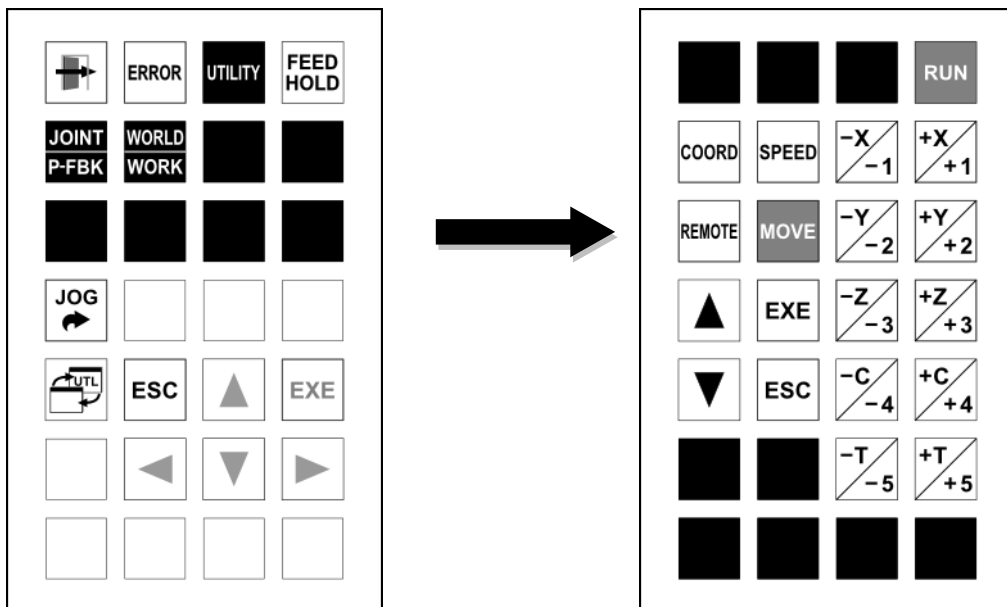 ERROR
UTILITY
FEED
HOLD
JOINT
P-FBK
WORLD
WORK
JOG
UTL
ESC
EXE
RUN
COORD
SPEED
-X
-1
+X
+1
REMOTE
MOVE
-Y
-2
+Y
+2
EXE
-Z
-3
+Z
+3
ESC
-C
-4
+C
+4
-T
-5
+T
+5